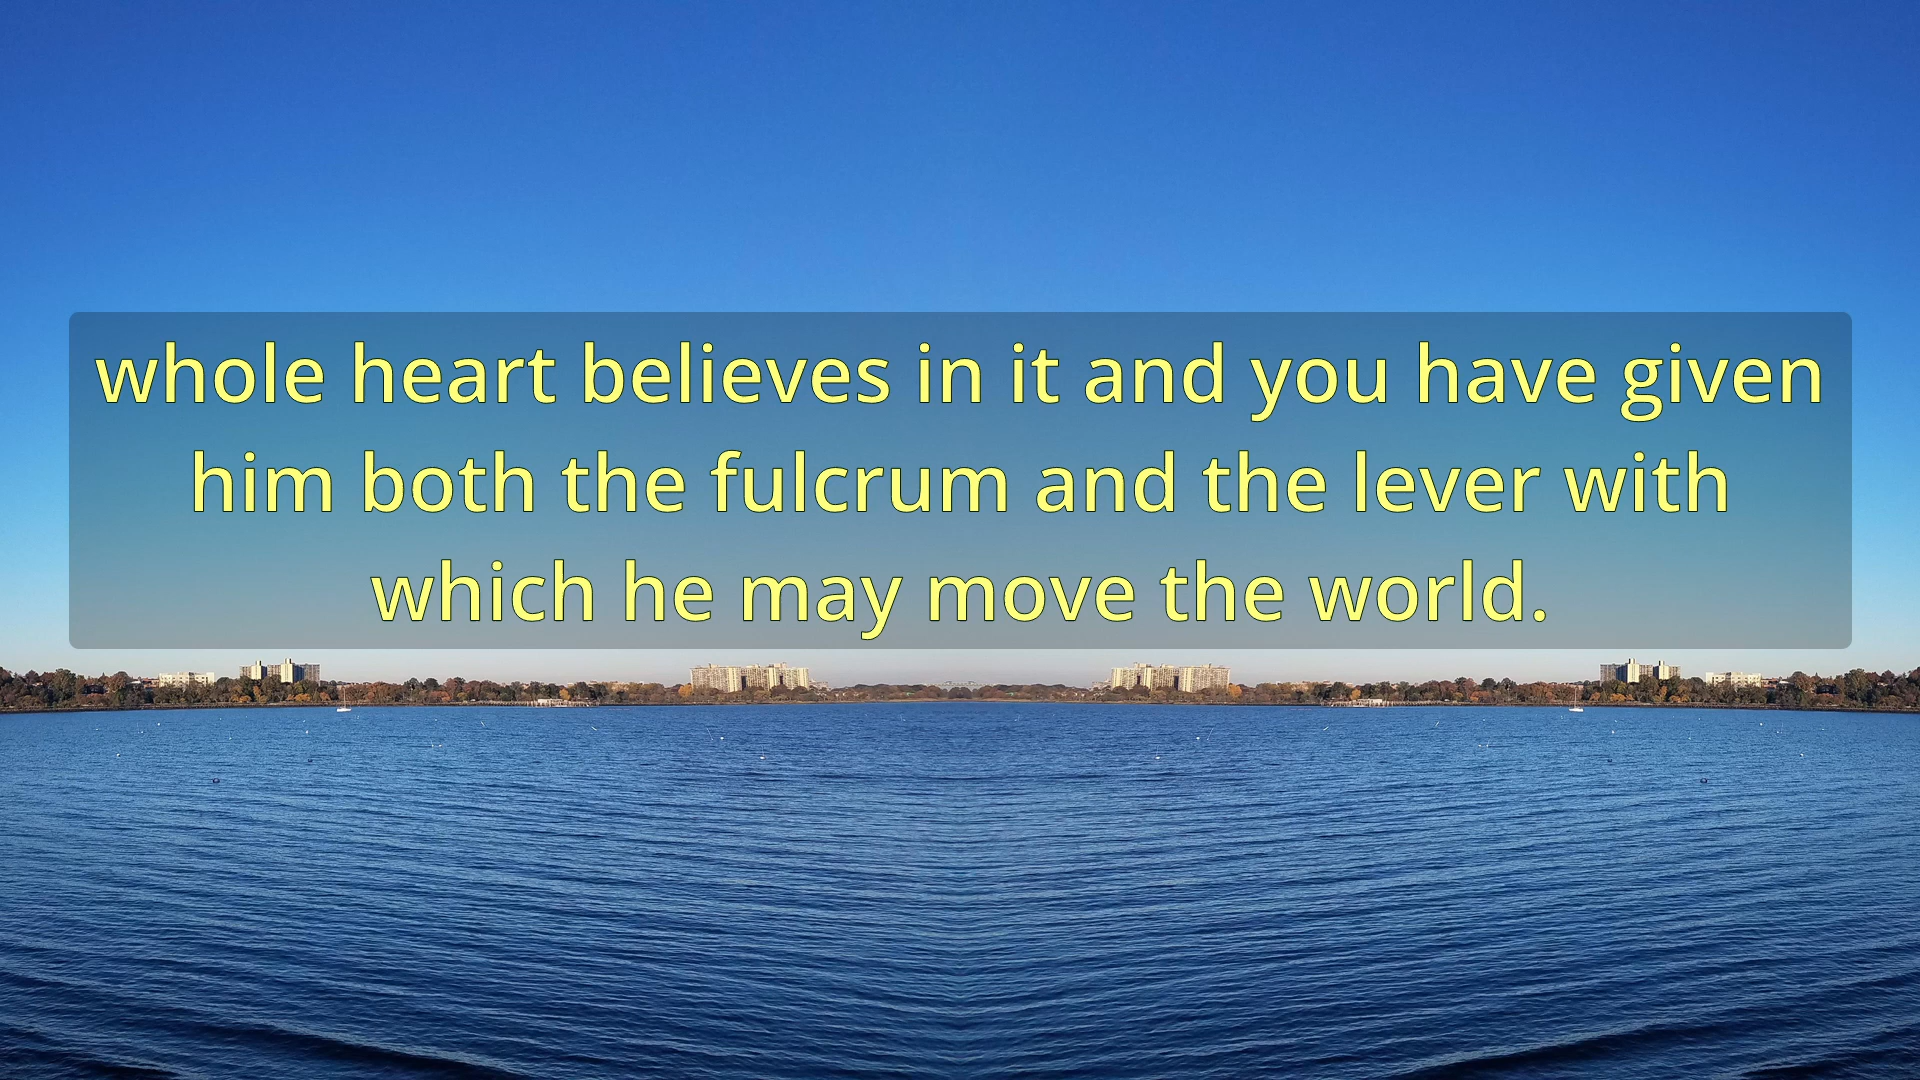 whole heart believes in it and you have given
him both the fulcrum and the lever with
which he may move the world.